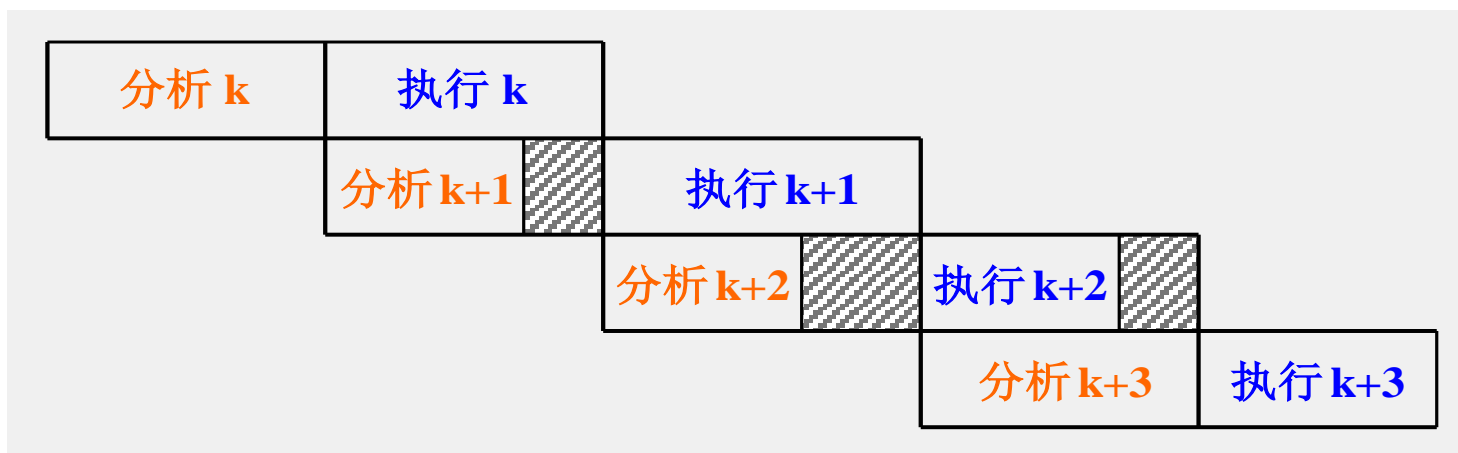 分析 k 执行 k
分析 k+1 执行 k+1
分析 k+2 执行 k+2
分析 k+3 执行 k+3